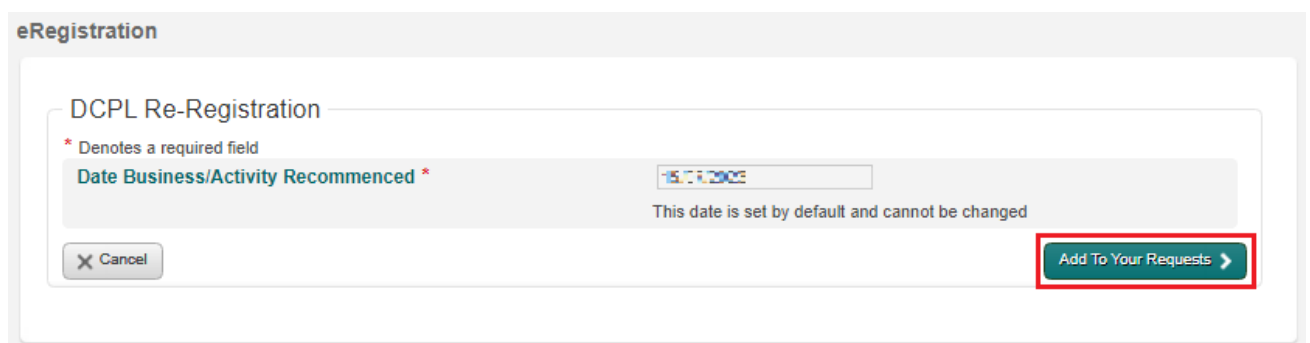 eRegistration
DCPL Re-Registration
* Denotes a required field
Date Business/Activity Recommenced *
This date is set by default and cannot be changed
Cancel
Add To Your Requests